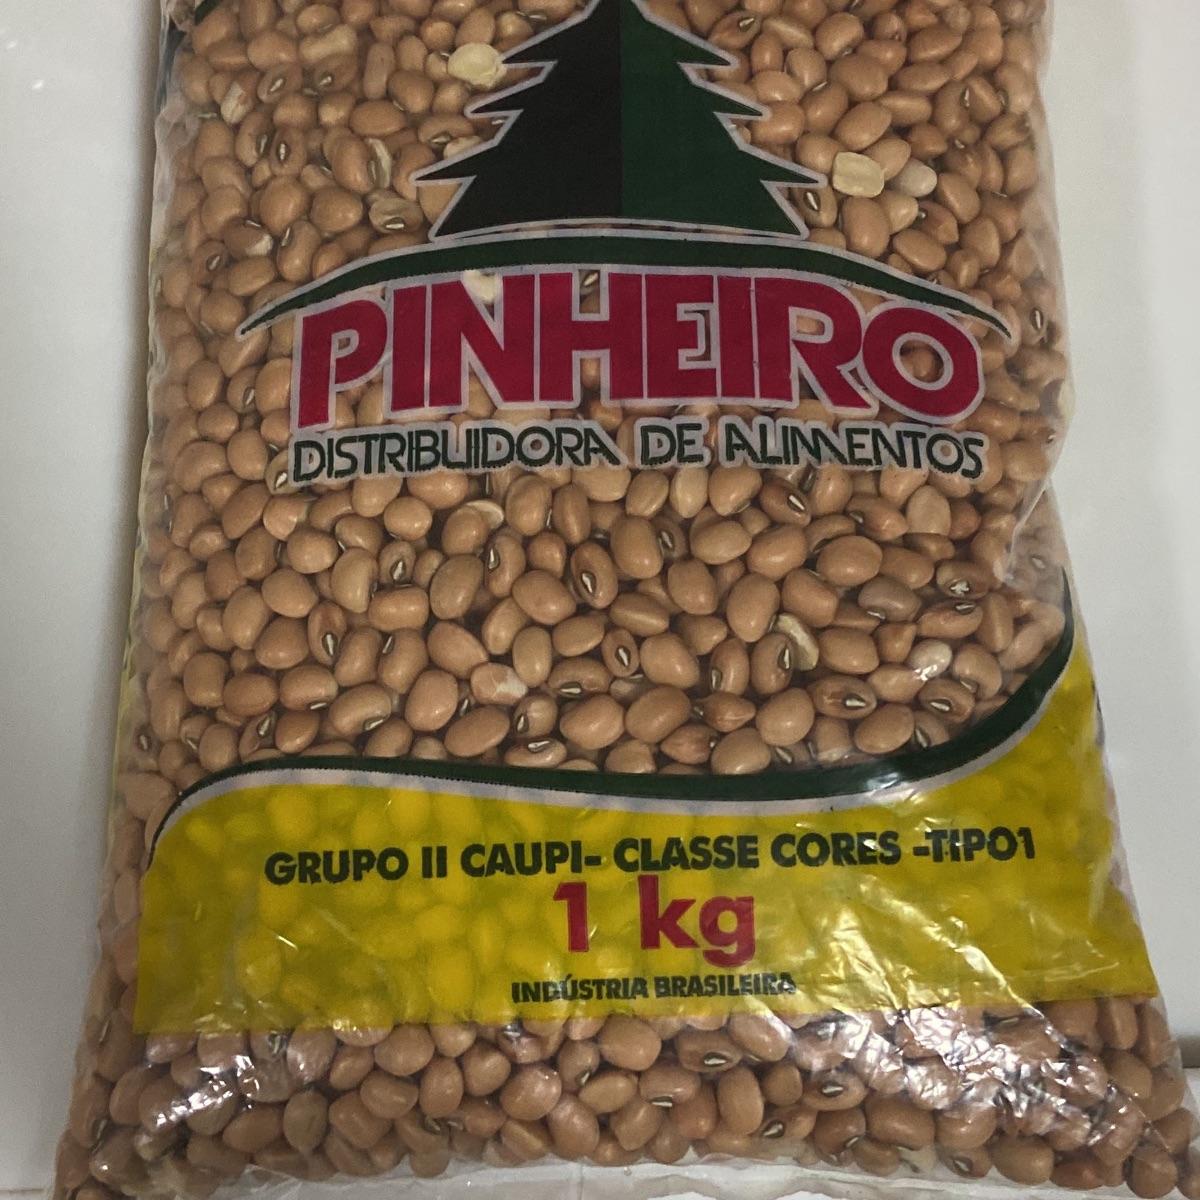 PINHEIRO
DISTRIBUIDORA DE ALIMENTOS
GRUPO II CAUPI- CLASSE CORES -TIPO1
1 kg
INDÚSTRIA BRASILEIRA